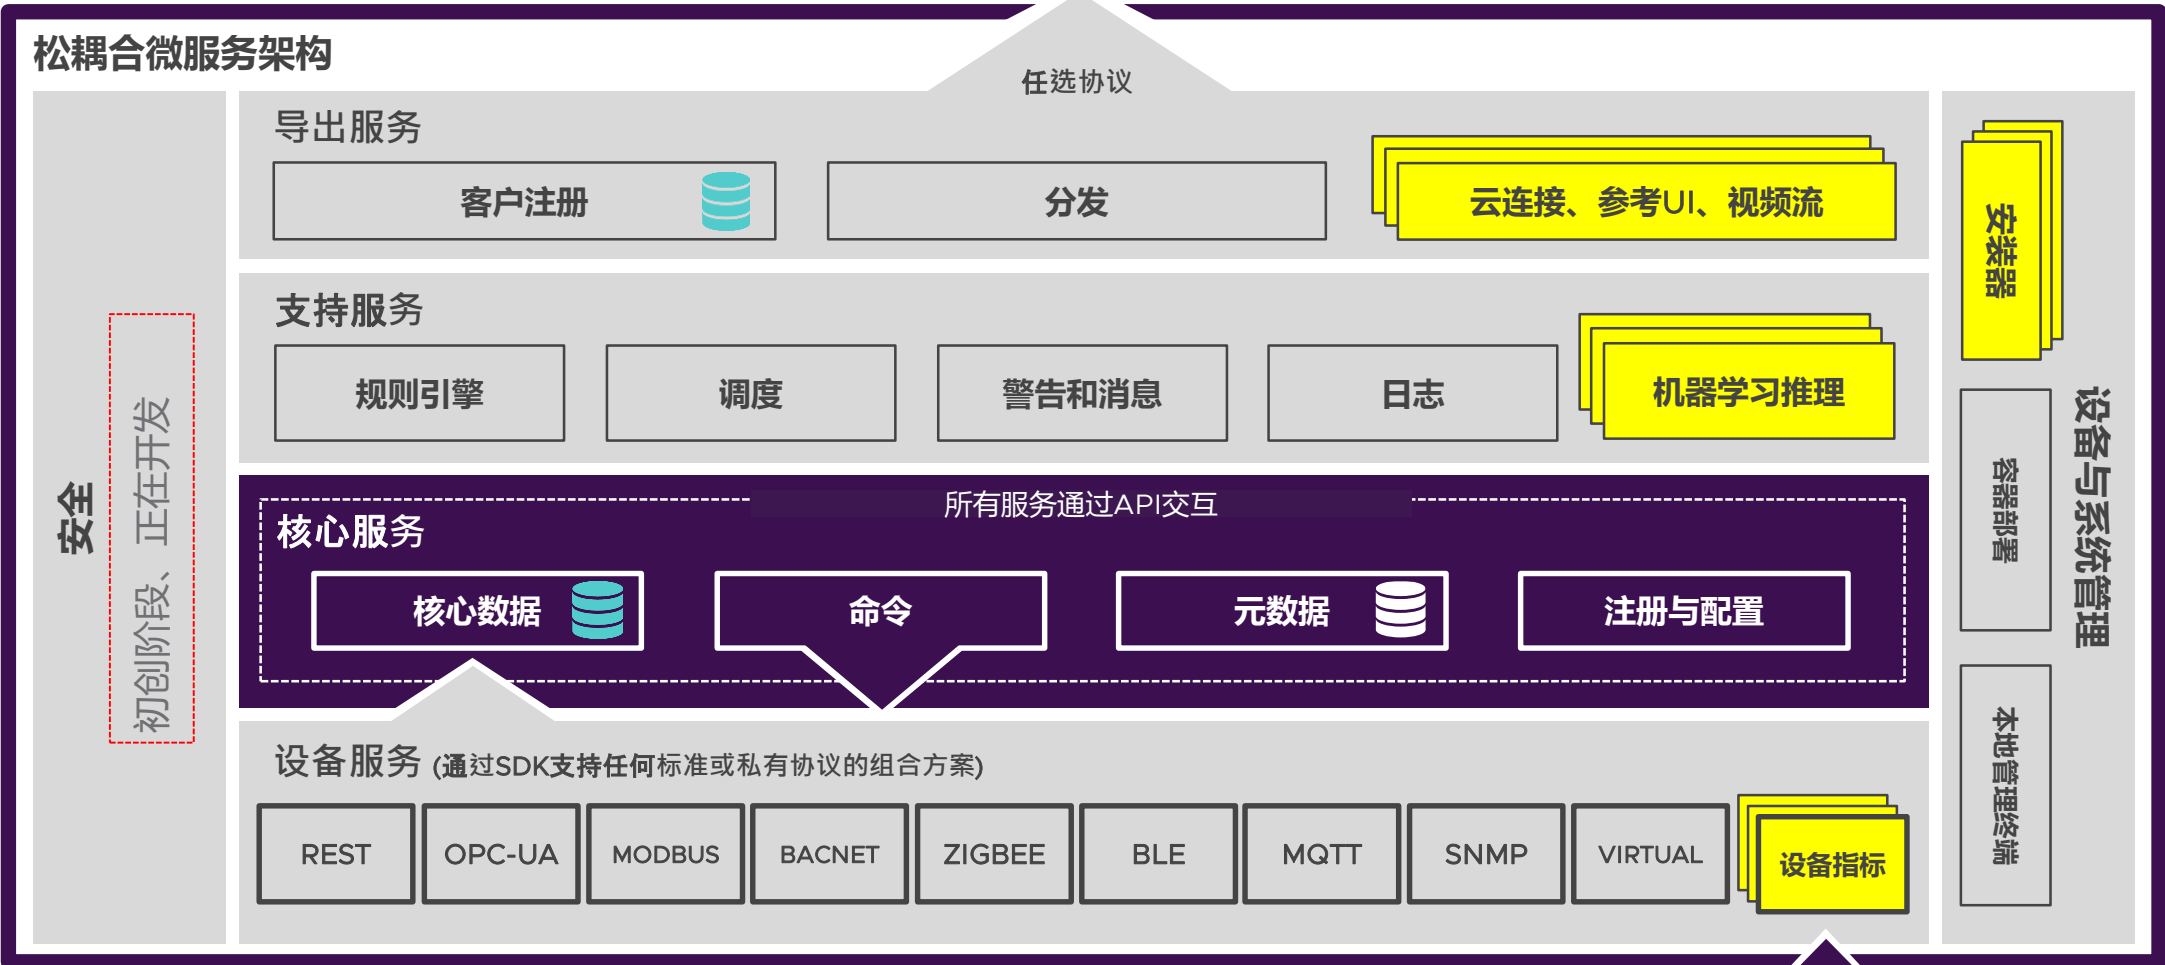 松耦合微服务架构
任选协议
导出服务
客户注册
分发
云连接、参考UI、视频流
支持服务
规则引擎
调度
警告和消息
日志
机器学习推理
所有服务通过API交互
核心服务
核心数据
命令
元数据
注册与配置
设备服务 (通过SDK支持任何标准或私有协议的组合方案)
REST
OPC-UA
MODBUS
BACNET
ZIGBEE
BLE
MQTT
SNMP
VIRTUAL
设备指标
安全
初创阶段、正在开发
安装器
容器部署
本地管理终端
设备与系统管理